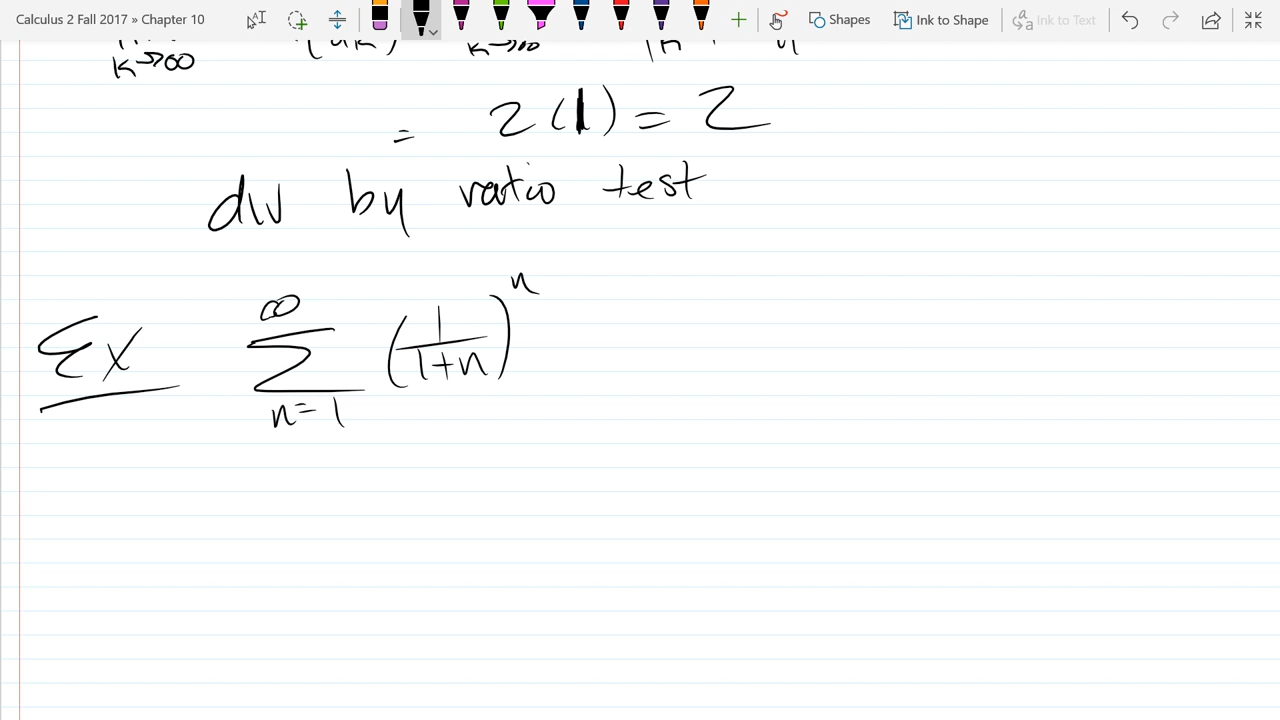 Calculus 2 Fall 2017 » Chapter 10 Shapes Ink to Shape Ink to Text
k→∞ k→∞
= 2(1) = 2
div by ratio test
Ex ∞ ∑ n=1 (1/(1+n))^n